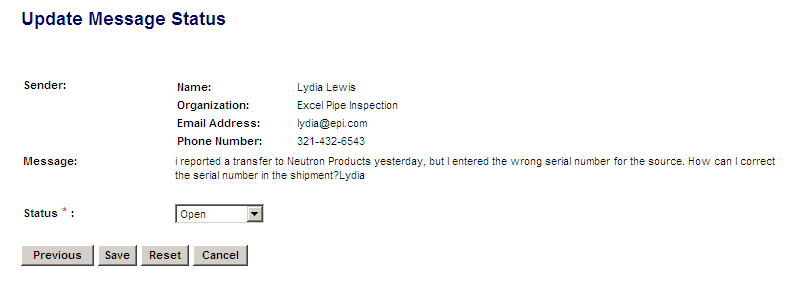 Update Message Status
Sender:
Name: Lydia Lewis
Organization: Excel Pipe Inspection
Email Address: lydia@epi.com
Phone Number: 321-432-6543
Message: i reported a transfer to Neutron Products yesterday, but I entered the wrong serial number for the source. How can I correct
the serial number in the shipment?Lydia
Status * : Open
Previous Save Reset Cancel